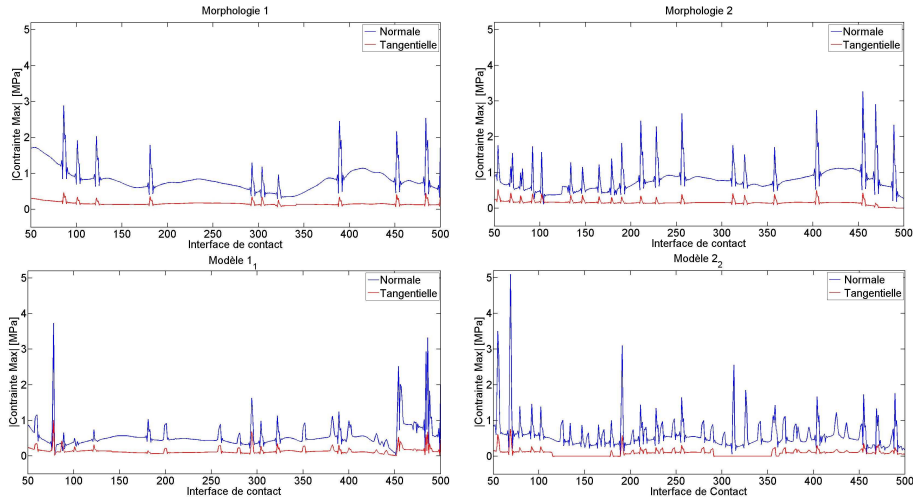 Morphologie 1
|Contrainte Max| [MPa]
5
4
3
2
1
0
Normale
Tangentielle
50 100 150 200 250 300 350 400 450 500
Interface de contact
Morphologie 2
|Contrainte Max| [MPa]
5
4
3
2
1
0
Normale
Tangentielle
50 100 150 200 250 300 350 400 450 500
Interface de contact
Modèle 1₁
|Contrainte Max| [MPa]
5
4
3
2
1
0
Normale
Tangentielle
50 100 150 200 250 300 350 400 450 500
Interface de contact
Modèle 2₂
|Contrainte Max| [MPa]
5
4
3
2
1
0
Normale
Tangentielle
50 100 150 200 250 300 350 400 450 500
Interface de Contact